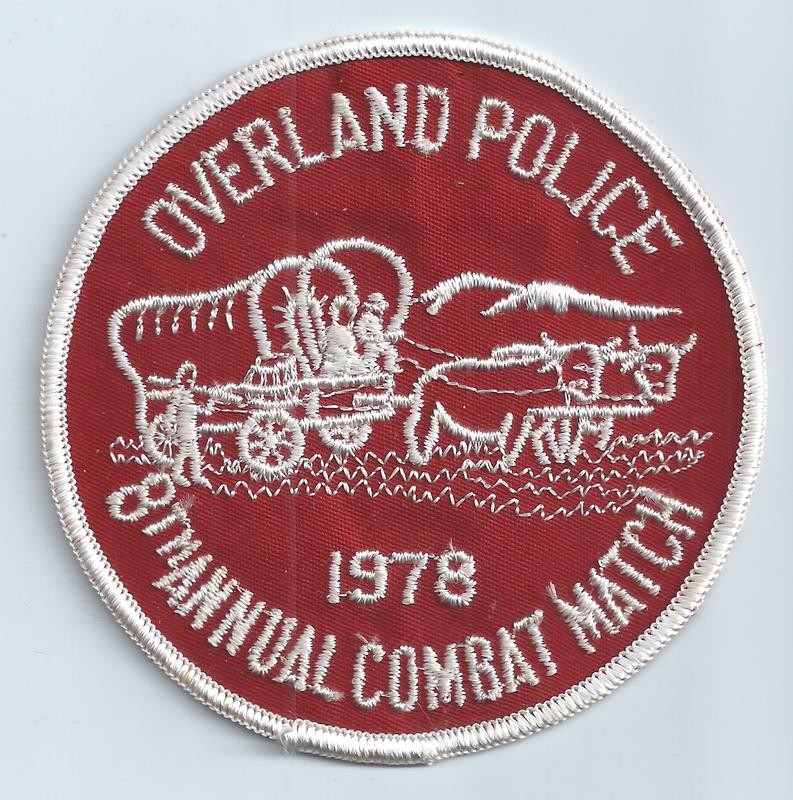 OVERLAND POLICE
1978
8TH ANNUAL COMBAT MATCH